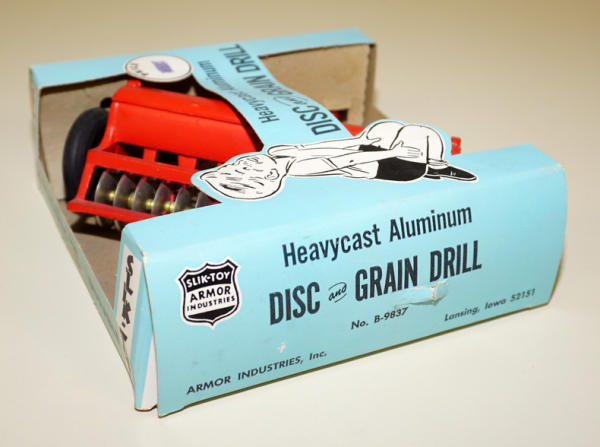 Heavycast Aluminum
DISC and GRAIN DRILL
Heavycast Aluminum
DISC and GRAIN DRILL
No. B-9837
SLIK-TOY
ARMOR
INDUSTRIES
ARMOR INDUSTRIES, Inc.
Lansing, Iowa 52151